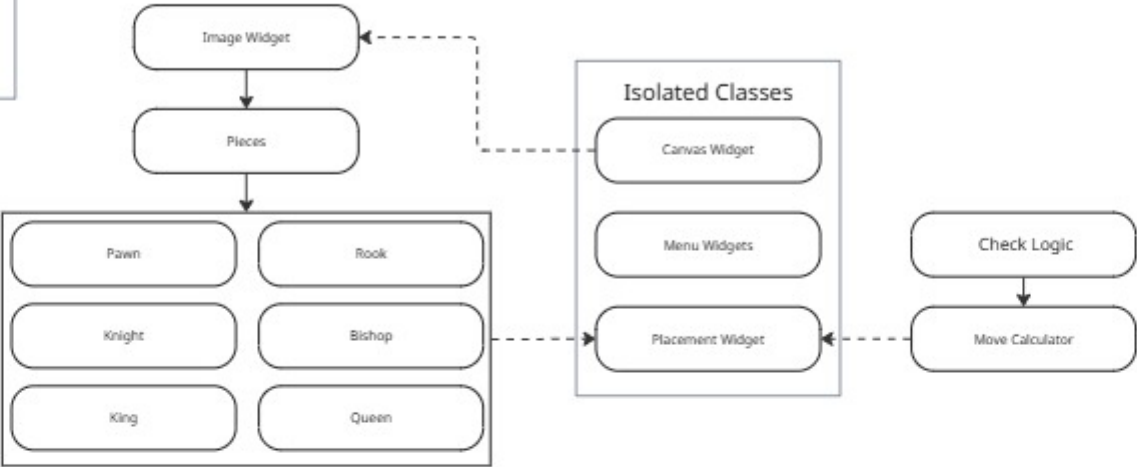 Image Widget
Pieces
Pawn
Rook
Knight
Bishop
King
Queen
Isolated Classes
Canvas Widget
Menu Widgets
Placement Widget
Check Logic
Move Calculator